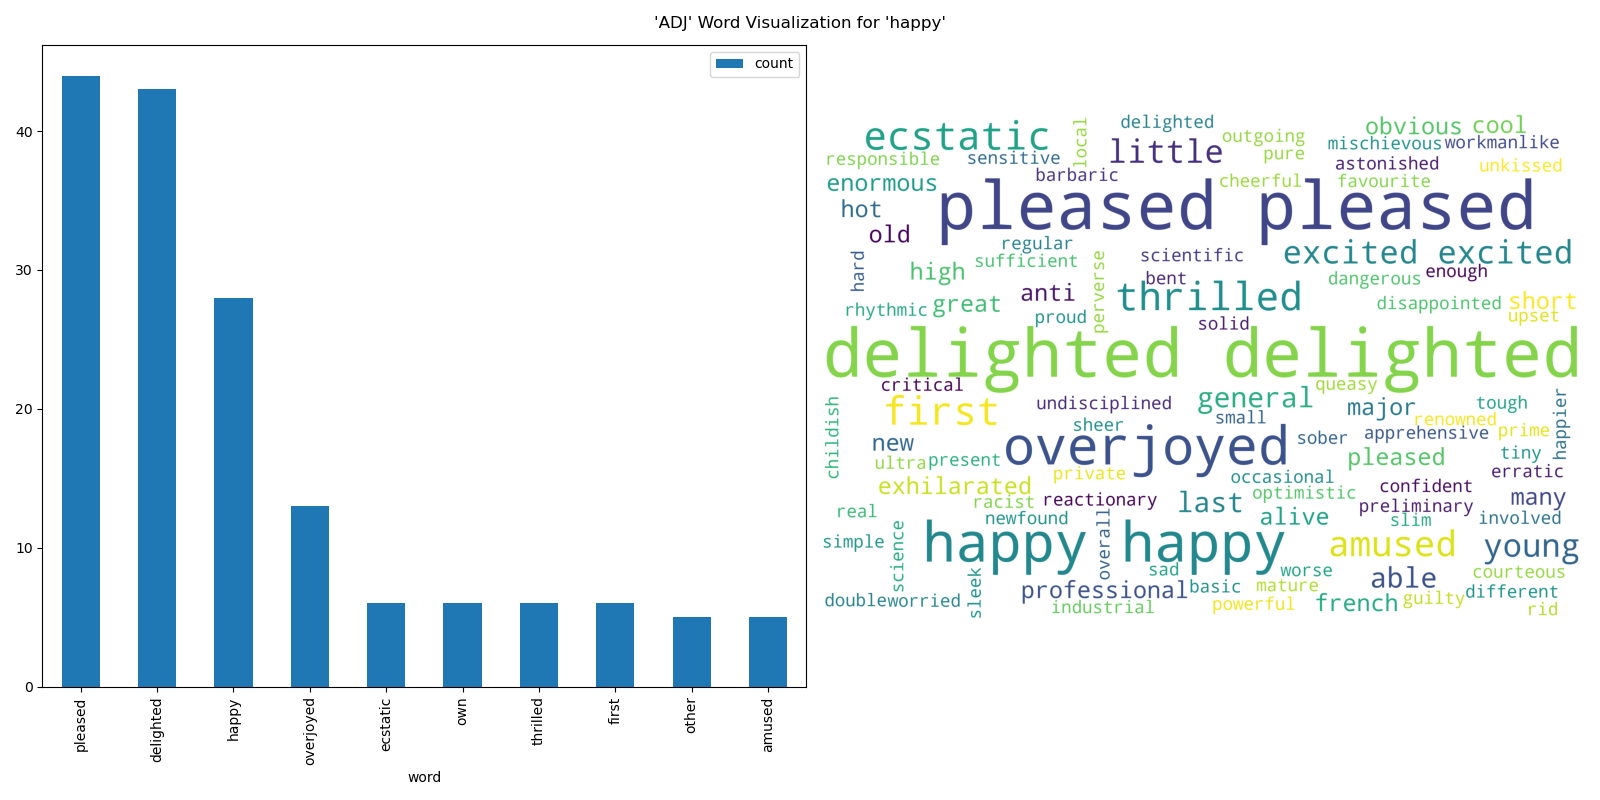 'ADJ' Word Visualization for 'happy'
count
40
30
20
10
0
pleased
delighted
happy
overjoyed
ecstatic
own
thrilled
first
other
amused
word
ecstatic
local
delighted
little
outgoing
pure
obvious
cool
mischievous
workmanlike
responsible
sensitive
barbaric
astonished
unkissed
enormous
cheerful
favourite
hot
pleased pleased
old
regular
scientific
excited excited
hard
high
sufficient
perverse
bent
dangerous
enough
anti
thrilled
rhythmic
great
proud
solid
disappointed
short
upset
delighted delighted
critical
queasy
first
undisciplined
general
major
tough
happier
childish
sheer
small
renowned
new
overjoyed
sober
apprehensive
prime
ultra
present
private
pleased
tiny
erratic
exhilarated
occasional
racist
reactionary
last
optimistic
confident
many
preliminary
real
newfound
overall
alive
slim
involved
simple
science
happy happy
amused
young
sleek
sad
worse
able
courteous
professional
basic
mature
different
double
worried
industrial
powerful
french
guilty
rid